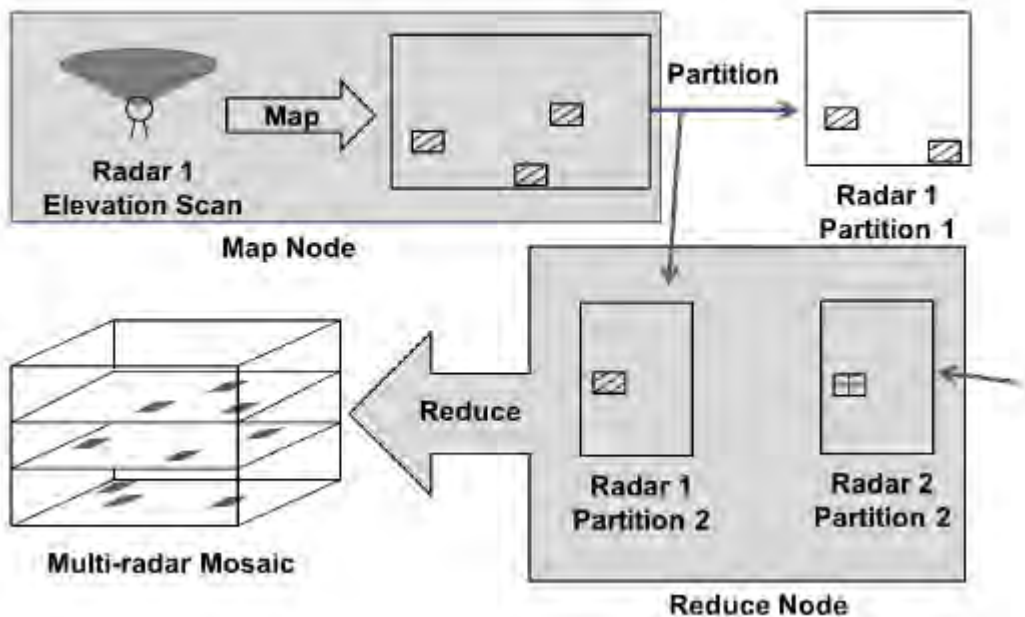 Radar 1
Elevation Scan
Map
Partition
Radar 1
Partition 1
Map Node
Reduce
Radar 1
Partition 2
Radar 2
Partition 2
Multi-radar Mosaic
Reduce Node